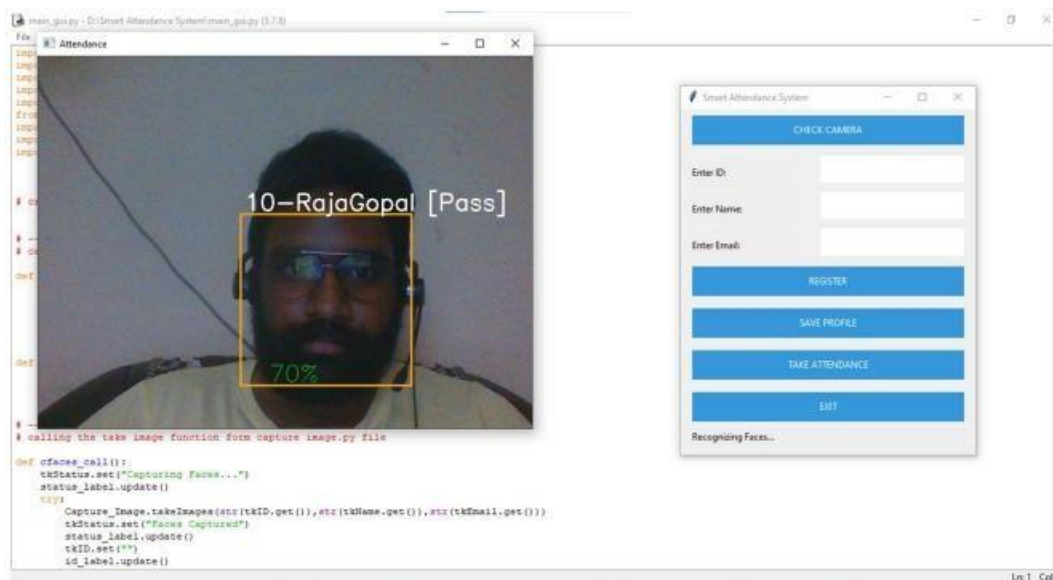 main_gui.py - D:\Smart Attendance System\main_gui.py (3.7.8)
File
Attendance
10-RajaGopal [Pass]
70%
Smart Attendance System
CHECK CAMERA
Enter ID:
Enter Name:
Enter Email:
REGISTER
SAVE PROFILE
TAKE ATTENDANCE
EXIT
Recognizing Faces...
# calling the take image function form capture image.py file
def cfaces_call():
tkStatus.set("Capturing Faces...")
status_label.update()
try:
Capture_Image.takeImages(str(tkID.get()),str(tkName.get()),str(tkEmail.get()))
tkStatus.set("Faces Captured")
status_label.update()
tkID.set("")
id_label.update()
Ln: 1